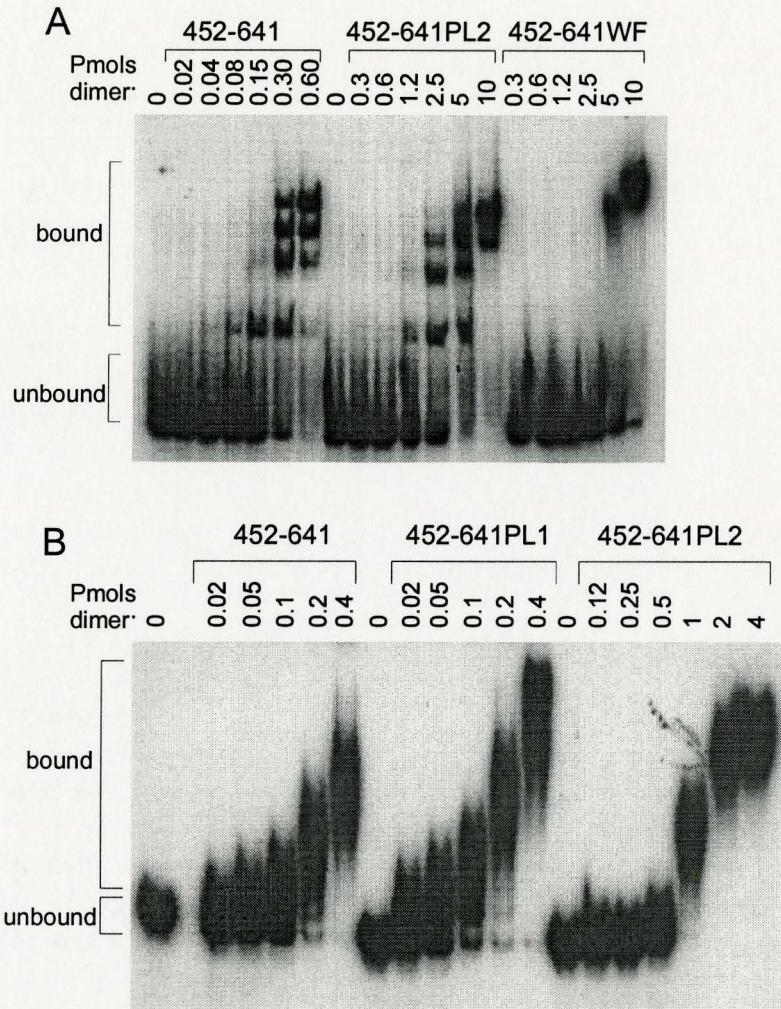 A
452-641 452-641PL2 452-641WF
Pmols
dimer· 0 0.02 0.04 0.08 0.15 0.30 0.60 0 0.3 0.6 1.2 2.5 5 10 0.3 0.6 1.2 2.5 5 10
bound
unbound
B
452-641 452-641PL1 452-641PL2
Pmols
dimer· 0 0.02 0.05 0.1 0.2 0.4 0 0.02 0.05 0.1 0.2 0.4 0 0.12 0.25 0.5 1 2 4
bound
unbound